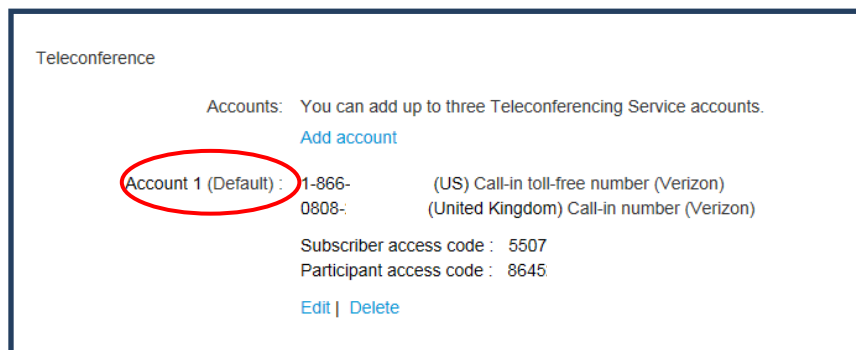 Teleconference
Accounts: You can add up to three Teleconferencing Service accounts.
Add account
Account 1 (Default) : 1-866- (US) Call-in toll-free number (Verizon)
0808- (United Kingdom) Call-in number (Verizon)
Subscriber access code : 5507
Participant access code : 8645
Edit | Delete